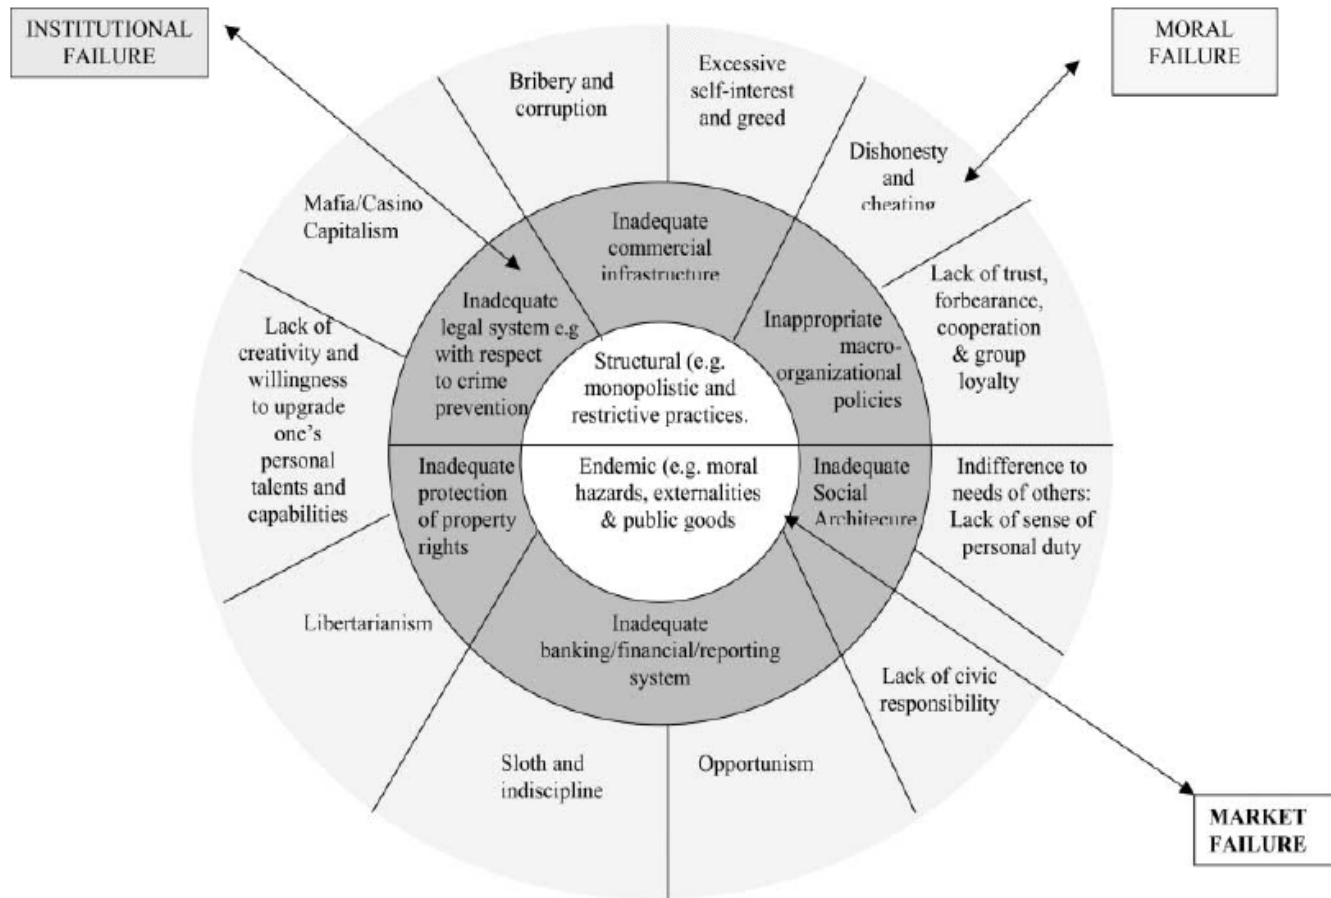 INSTITUTIONAL
FAILURE
MORAL
FAILURE
Bribery and
corruption
Excessive
self-interest
and greed
Dishonesty
and
cheating
Mafia/Casino
Capitalism
Inadequate
commercial
infrastructure
Lack of trust,
forbearance,
cooperation
& group
loyalty
Inadequate
legal system e.g
with respect
to crime
prevention
Inappropriate
macro-
organizational
policies
Lack of
creativity and
willingness
to upgrade
one's
personal
talents and
capabilities
Structural (e.g.
monopolistic and
restrictive practices.
Endemic (e.g. moral
hazards, externalities
& public goods
Inadequate
protection
of property
rights
Inadequate
Social
Architecure
Indifference to
needs of others:
Lack of sense of
personal duty
Libertarianism
Inadequate
banking/financial/reporting
system
Lack of civic
responsibility
Sloth and
indiscipline
Opportunism
MARKET
FAILURE